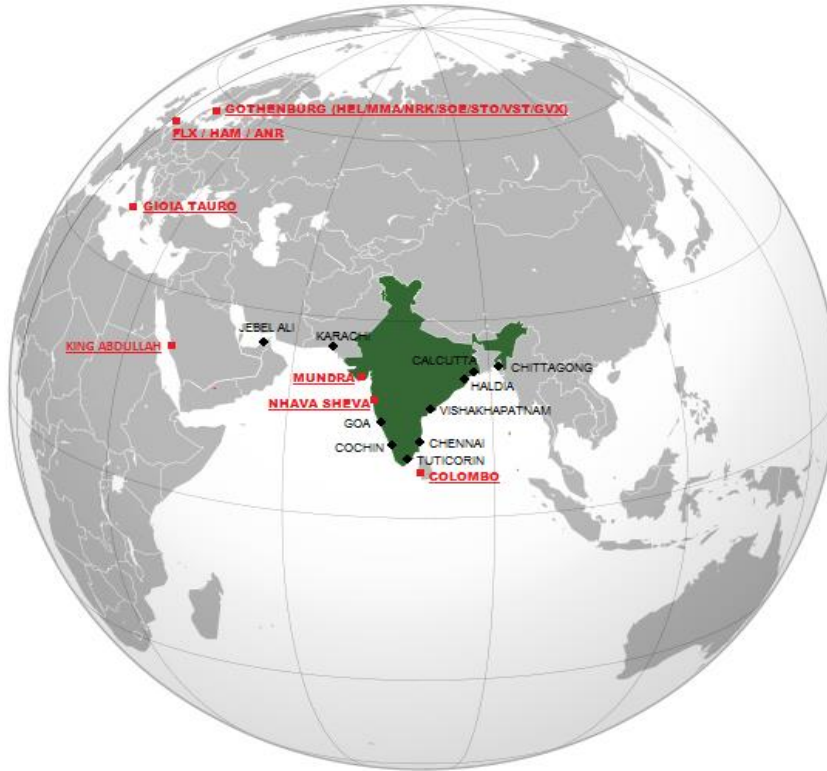 GOTHENBURG (HEL/MMA/NRK/SOE/STO/VST/GVX)
FLX / HAM / ANR
GIOIA TAURO
JEBEL ALI
KARACHI
KING ABDULLAH
CALCUTTA
CHITTAGONG
MUNDRA
HALDIA
NHAVA SHEVA
VISHAKHAPATNAM
GOA
COCHIN
CHENNAI
TUTICORIN
COLOMBO